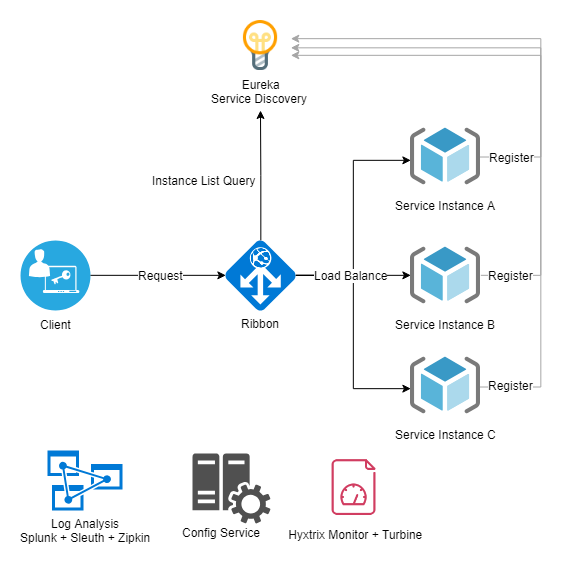 Eureka
Service Discovery
Instance List Query
Register
Service Instance A
Request
Load Balance
Register
Client
Ribbon
Service Instance B
Register
Service Instance C
Log Analysis
Splunk + Sleuth + Zipkin
Config Service
Hyxtrix Monitor + Turbine